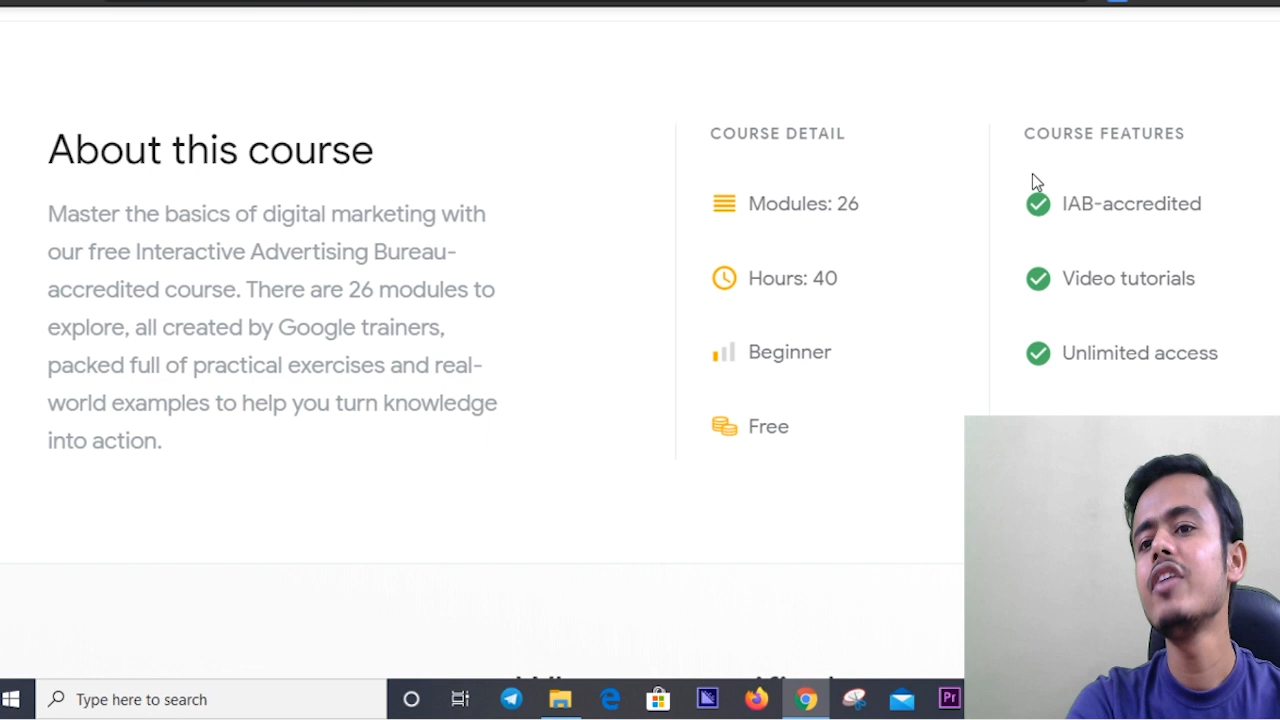 About this course
Master the basics of digital marketing with
our free Interactive Advertising Bureau-
accredited course. There are 26 modules to
explore, all created by Google trainers,
packed full of practical exercises and real-
world examples to help you turn knowledge
into action.
COURSE DETAIL
Modules: 26
Hours: 40
Beginner
Free
COURSE FEATURES
IAB-accredited
Video tutorials
Unlimited access
Type here to search
Pr